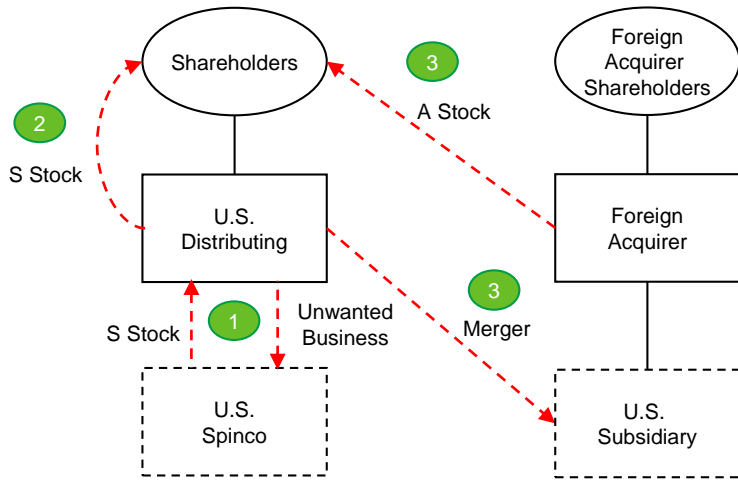 Shareholders
3
Foreign
Acquirer
Shareholders
2
A Stock
S Stock
U.S.
Distributing
Foreign
Acquirer
3
S Stock
1
Unwanted
Business
Merger
U.S.
Spinco
U.S.
Subsidiary